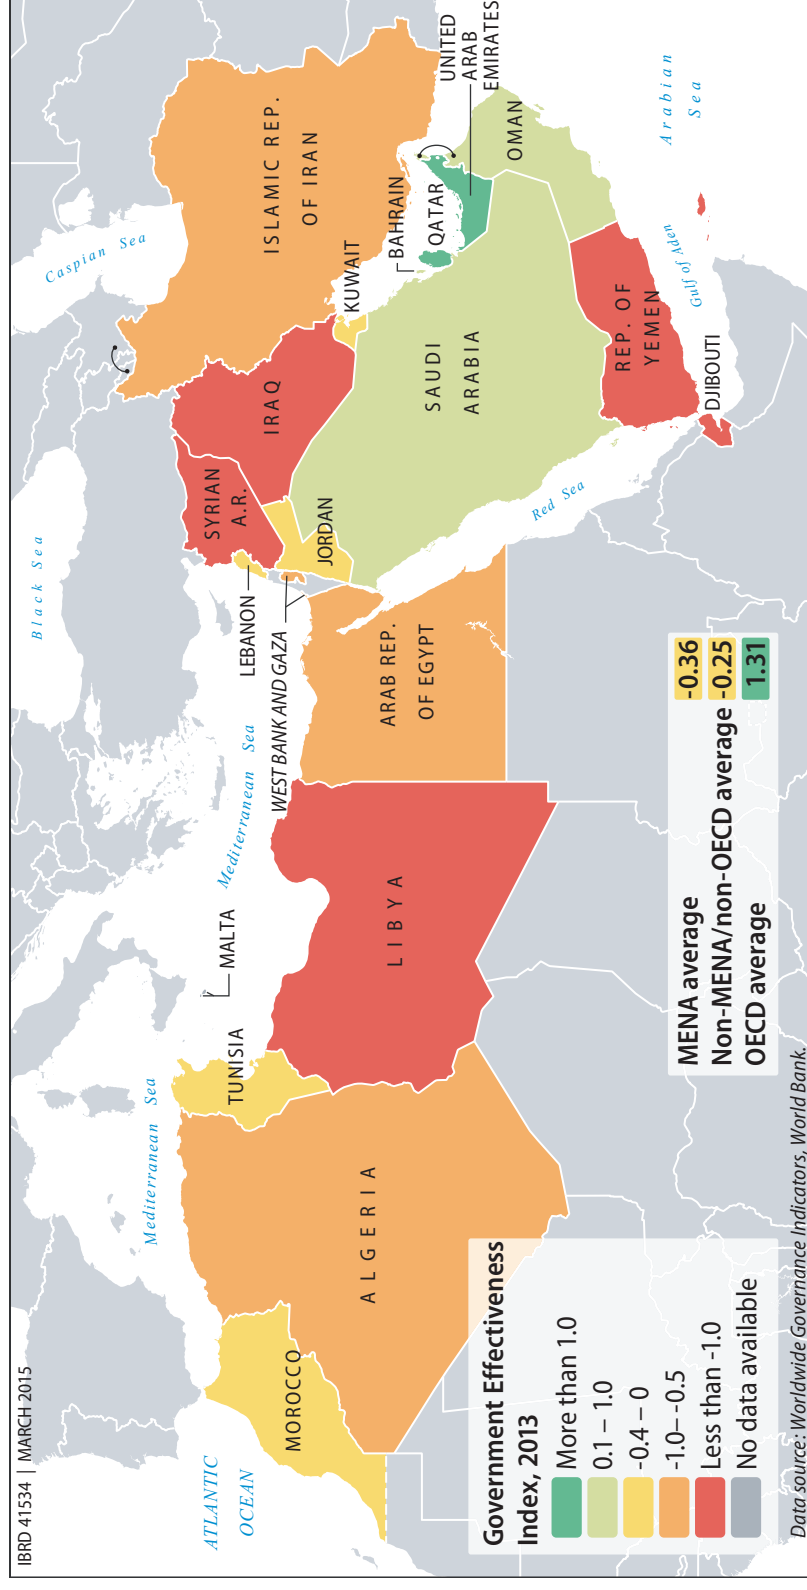 IBRD 41534 | MARCH 2015
ATLANTIC
OCEAN
Mediterranean Sea
Mediterranean Sea
Black Sea
Caspian Sea
Red Sea
Gulf of Aden
Arabian
Sea
MOROCCO
ALGERIA
TUNISIA
MALTA
LIBYA
ARAB REP.
OF EGYPT
WEST BANK AND GAZA
LEBANON
JORDAN
SYRIAN
A.R.
IRAQ
ISLAMIC REP.
OF IRAN
KUWAIT
BAHRAIN
QATAR
UNITED
ARAB
EMIRATES
OMAN
SAUDI
ARABIA
REP. OF
YEMEN
DJIBOUTI
Government Effectiveness
Index, 2013
More than 1.0
0.1 – 1.0
-0.4 – 0
-1.0– -0.5
Less than -1.0
No data available
MENA average -0.36
Non-MENA/non-OECD average -0.25
OECD average 1.31
Data source: Worldwide Governance Indicators, World Bank.